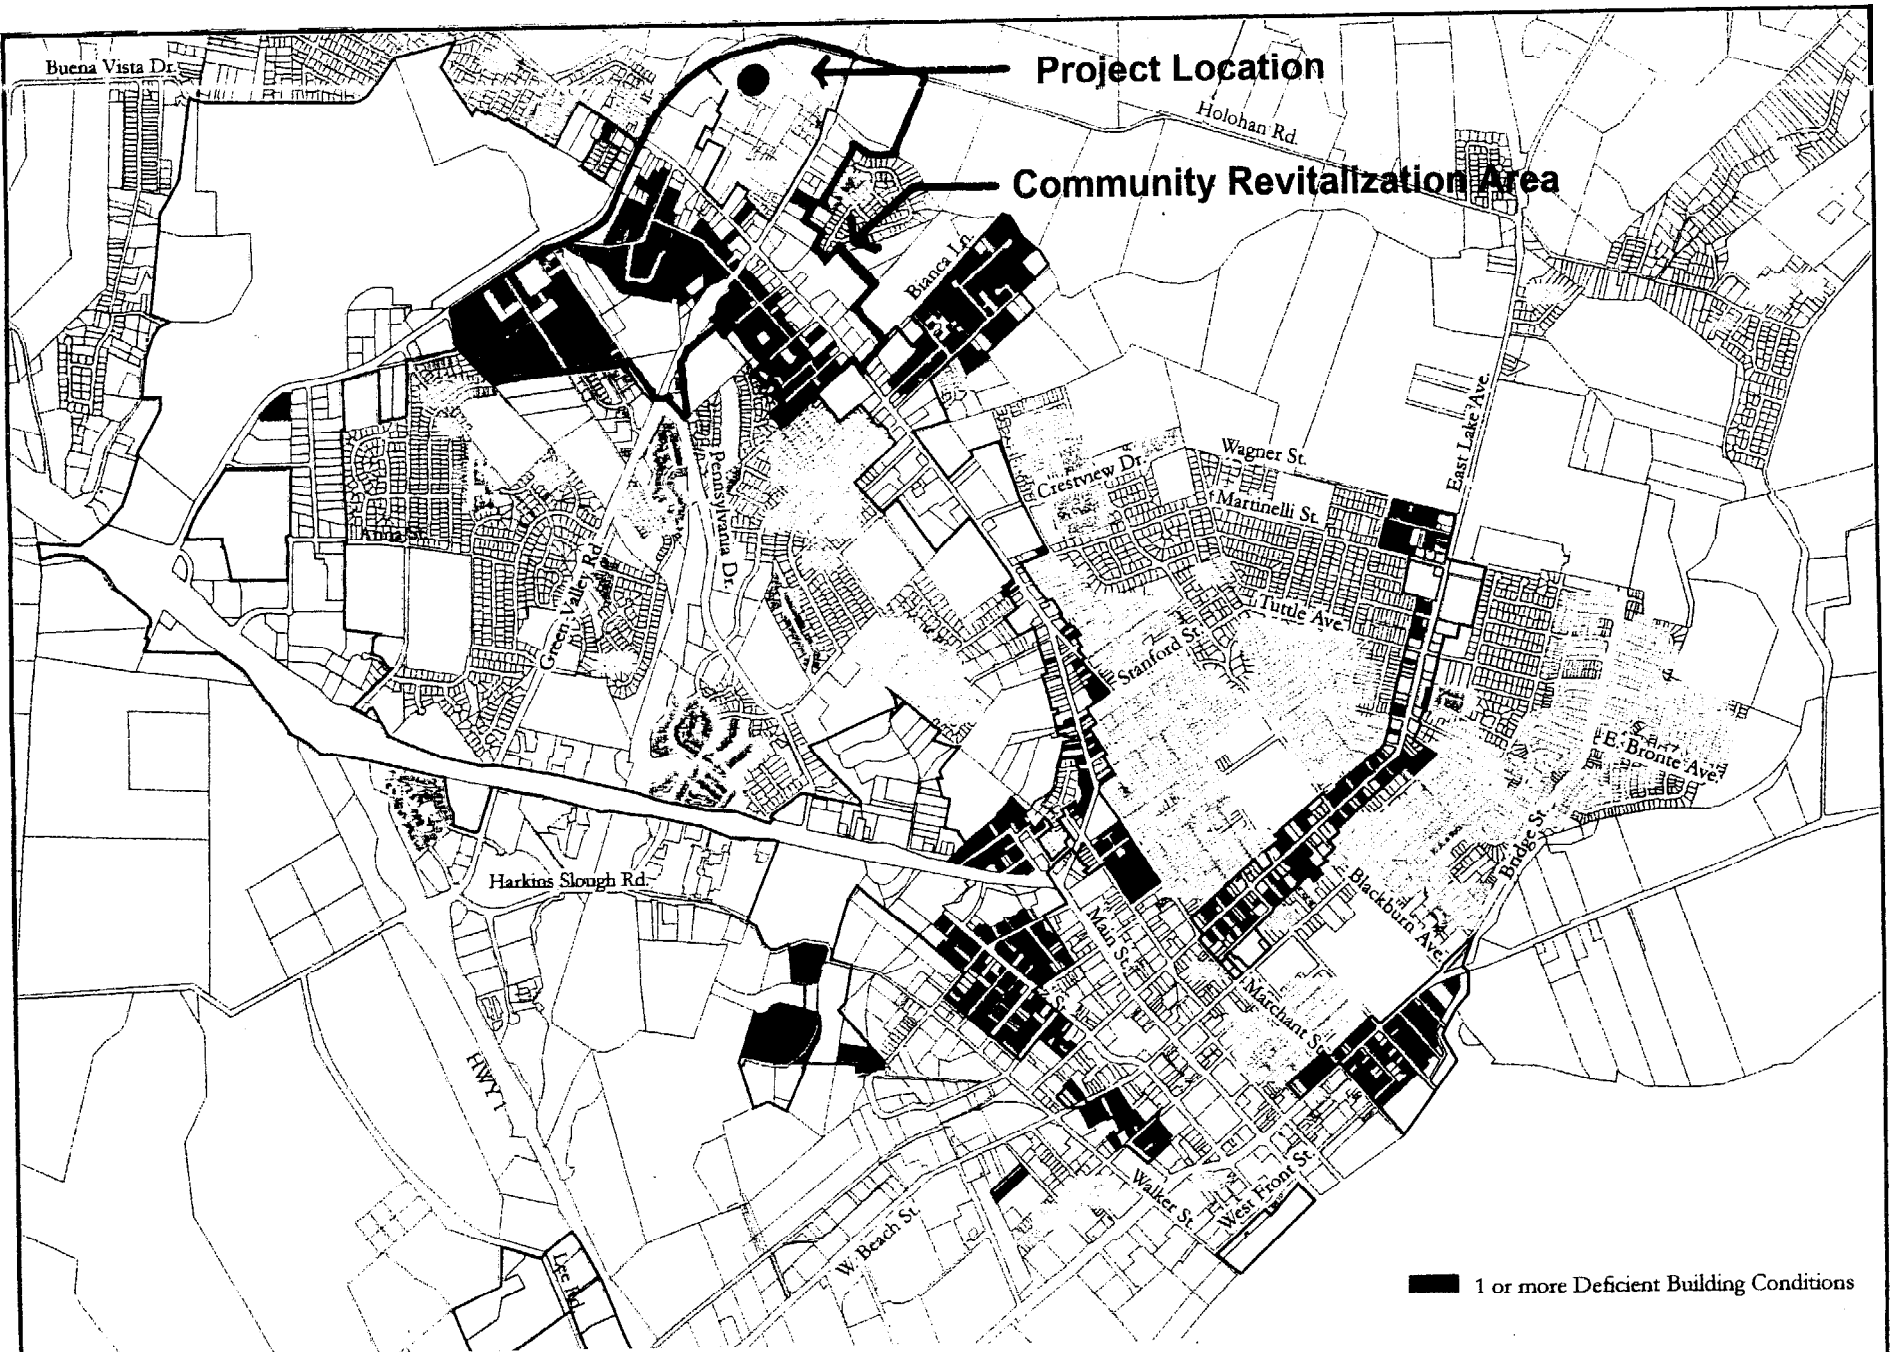 Buena Vista Dr.
Project Location
Holohan Rd.
Community Revitalization Area
Bianca Ln.
East Lake Ave.
Wagner St.
Crestview Dr.
Martinelli St.
Pennsylvania Dr.
Anna St.
Green Valley Rd.
Tuttle Ave.
Stanford St.
E. Bronte Ave.
Bridge St.
Harkins Slough Rd.
Blackburn Ave.
Main St.
Marchant St.
HWY 1
Walker St.
West Front St.
W. Beach St.
Lee Rd.
1 or more Deficient Building Conditions